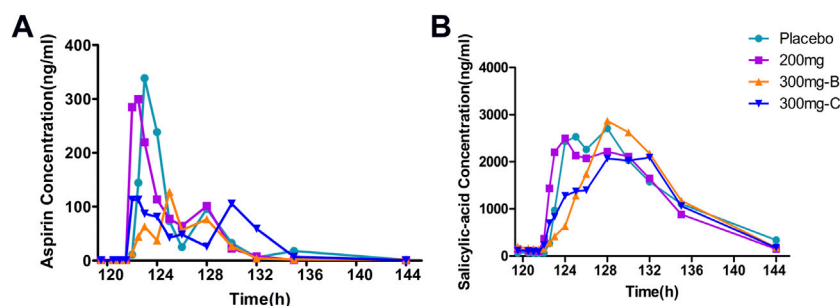 A
Aspirin Concentration(ng/ml)
400
300
200
100
0
120 124 128 132 136 140 144
Time(h)
B
Salicylic-acid Concentration(ng/ml)
4000
3000
2000
1000
0
120 124 128 132 136 140 144
Time(h)
Placebo
200mg
300mg-B
300mg-C